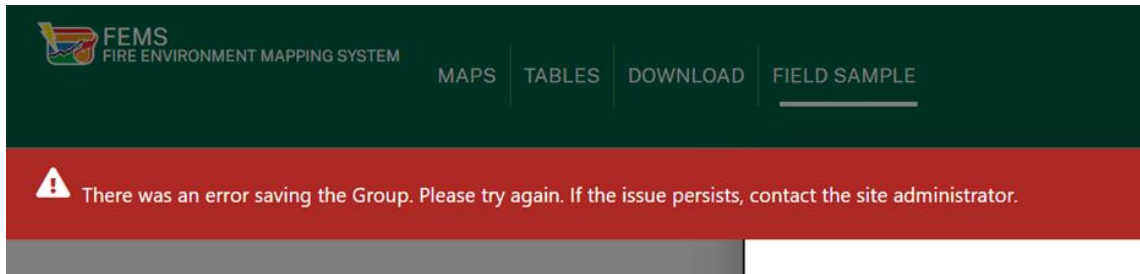 FEMS
FIRE ENVIRONMENT MAPPING SYSTEM
MAPS TABLES DOWNLOAD FIELD SAMPLE
There was an error saving the Group. Please try again. If the issue persists, contact the site administrator.